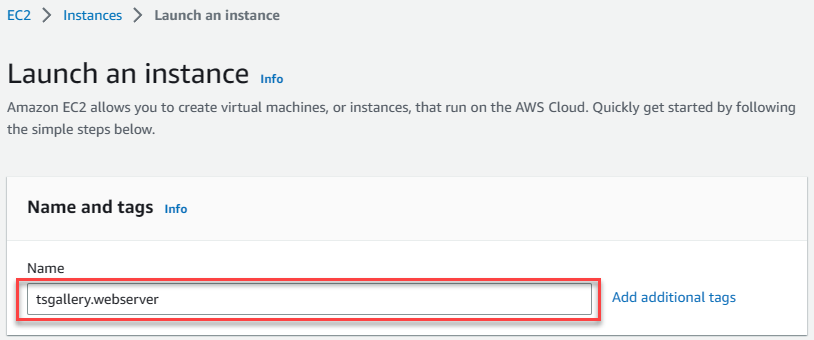 EC2 > Instances > Launch an instance
Launch an instance Info
Amazon EC2 allows you to create virtual machines, or instances, that run on the AWS Cloud. Quickly get started by following
the simple steps below.
Name and tags Info
Name
tsgallery.webserver Add additional tags